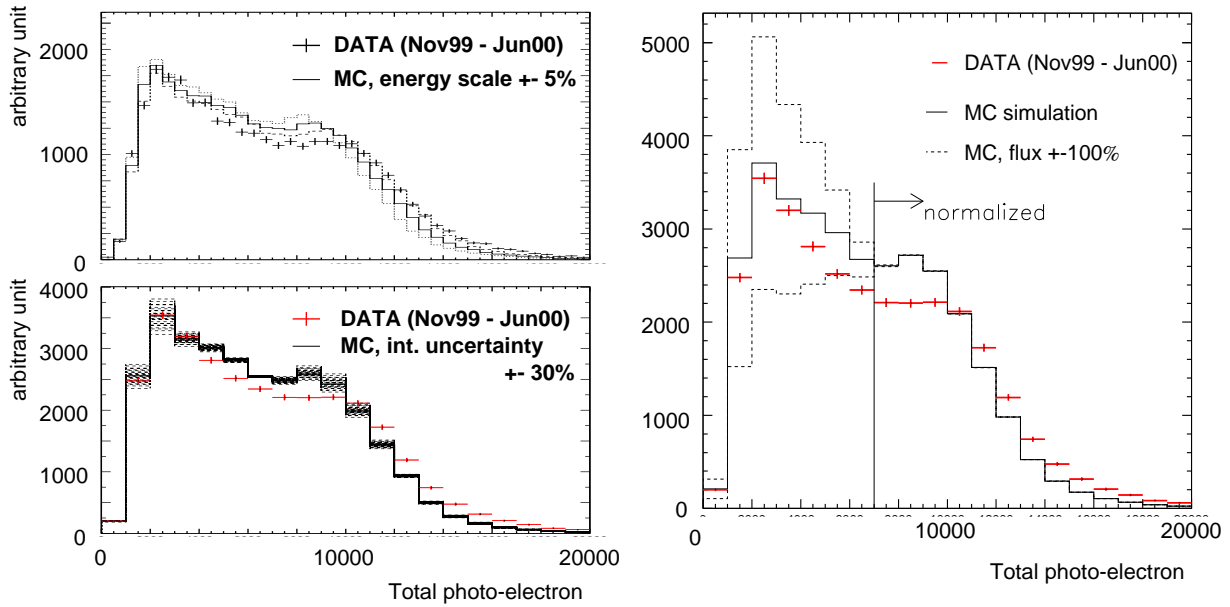 arbitrary unit
2000
1000
0
DATA (Nov99 - Jun00)
MC, energy scale +- 5%
arbitrary unit
4000
3000
2000
1000
0
DATA (Nov99 - Jun00)
MC, int. uncertainty
+- 30%
0
10000
20000
Total photo-electron
5000
4000
3000
2000
1000
0
DATA (Nov99 - Jun00)
MC simulation
MC, flux +-100%
normalized
0
10000
20000
Total photo-electron